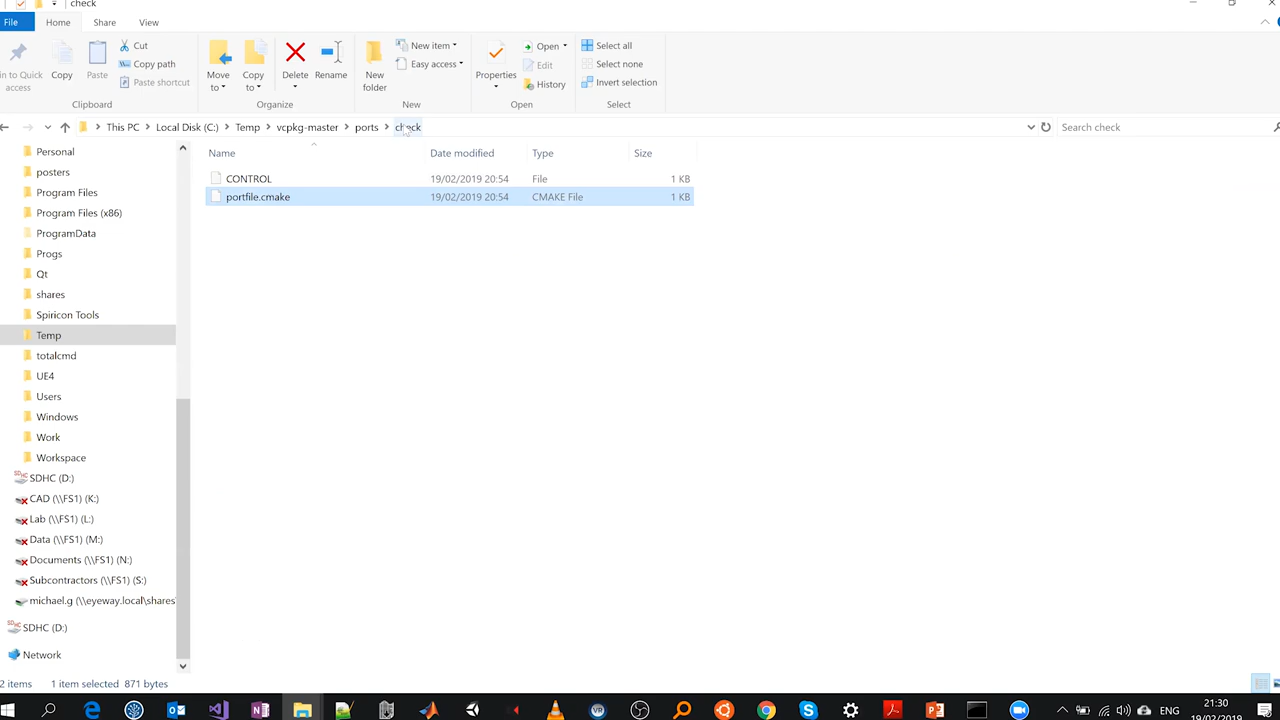 check
File Home Share View
in to Quick access
Copy
Paste
Cut
Copy path
Paste shortcut
Clipboard
Move to
Copy to
Delete
Rename
Organize
New folder
New item
Easy access
New
Properties
Open
Edit
History
Open
Select all
Select none
Invert selection
Select
This PC > Local Disk (C:) > Temp > vcpkg-master > ports > check
Search check
Personal
posters
Program Files
Program Files (x86)
ProgramData
Progs
Qt
shares
Spiricon Tools
Temp
totalcmd
UE4
Users
Windows
Work
Workspace
SDHC (D:)
CAD (\\FS1) (K:)
Lab (\\FS1) (L:)
Data (\\FS1) (M:)
Documents (\\FS1) (N:)
Subcontractors (\\FS1) (S:)
michael.g (\\eyeway.local\shares
SDHC (D:)
Network
Name Date modified Type Size
CONTROL 19/02/2019 20:54 File 1 KB
portfile.cmake 19/02/2019 20:54 CMAKE File 1 KB
2 items 1 item selected 871 bytes
ENG
21:30
19/02/2019